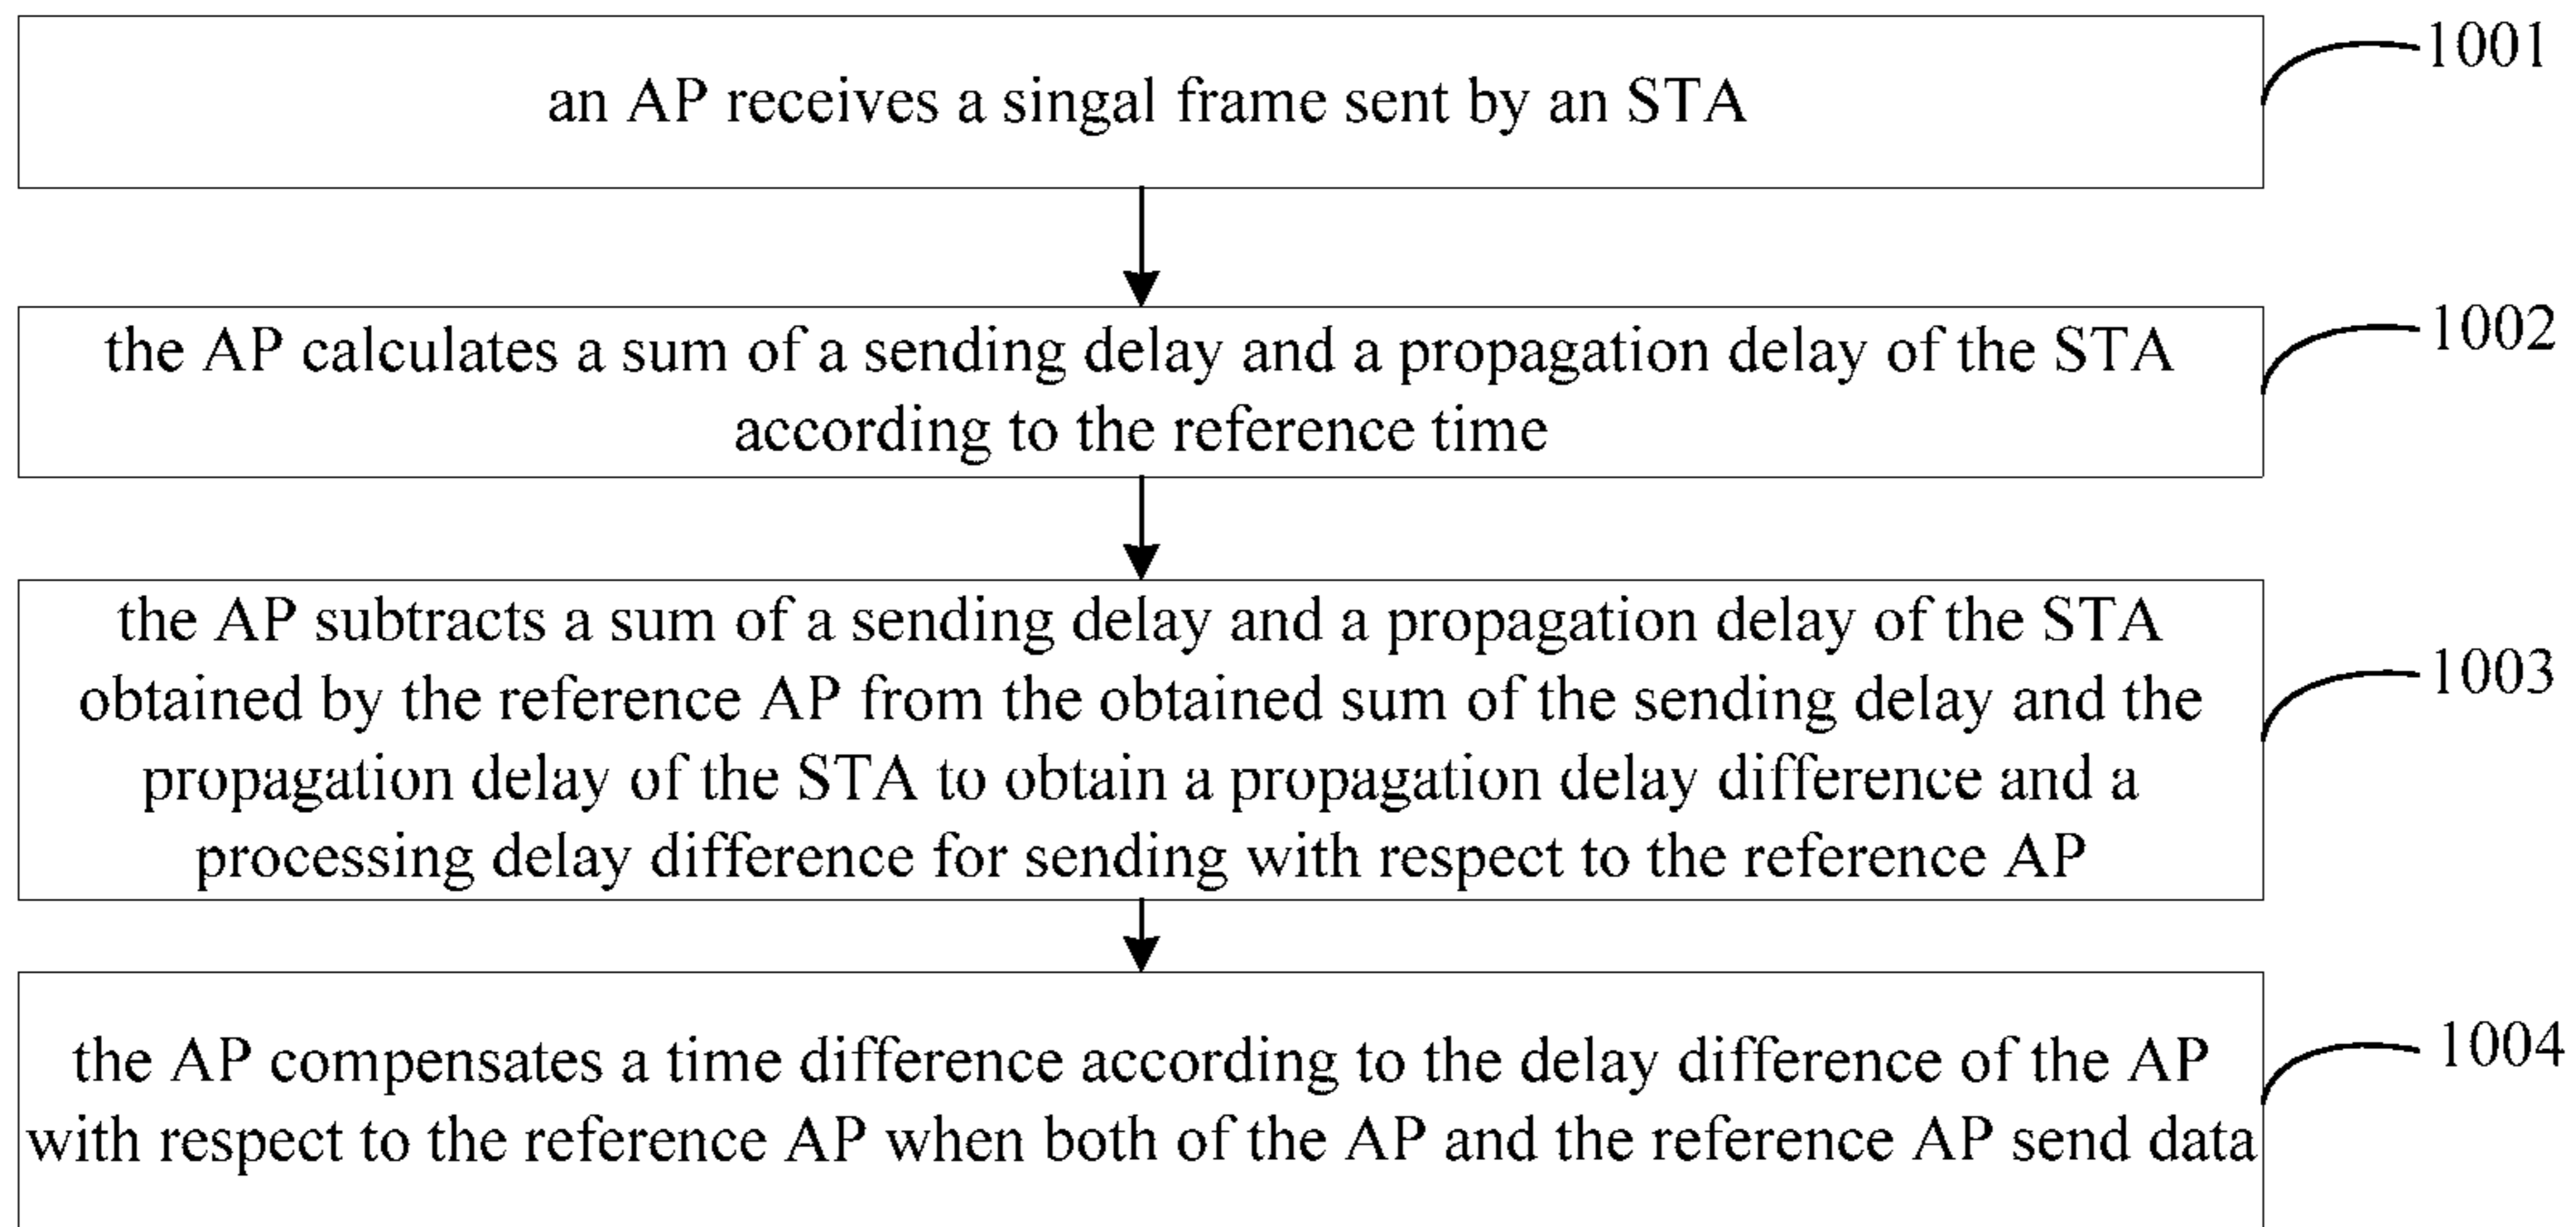 an AP receives a singal frame sent by an STA
1001
the AP calculates a sum of a sending delay and a propagation delay of the STA
according to the reference time
1002
the AP subtracts a sum of a sending delay and a propagation delay of the STA
obtained by the reference AP from the obtained sum of the sending delay and the
propagation delay of the STA to obtain a propagation delay difference and a
processing delay difference for sending with respect to the reference AP
1003
the AP compensates a time difference according to the delay difference of the AP
with respect to the reference AP when both of the AP and the reference AP send data
1004